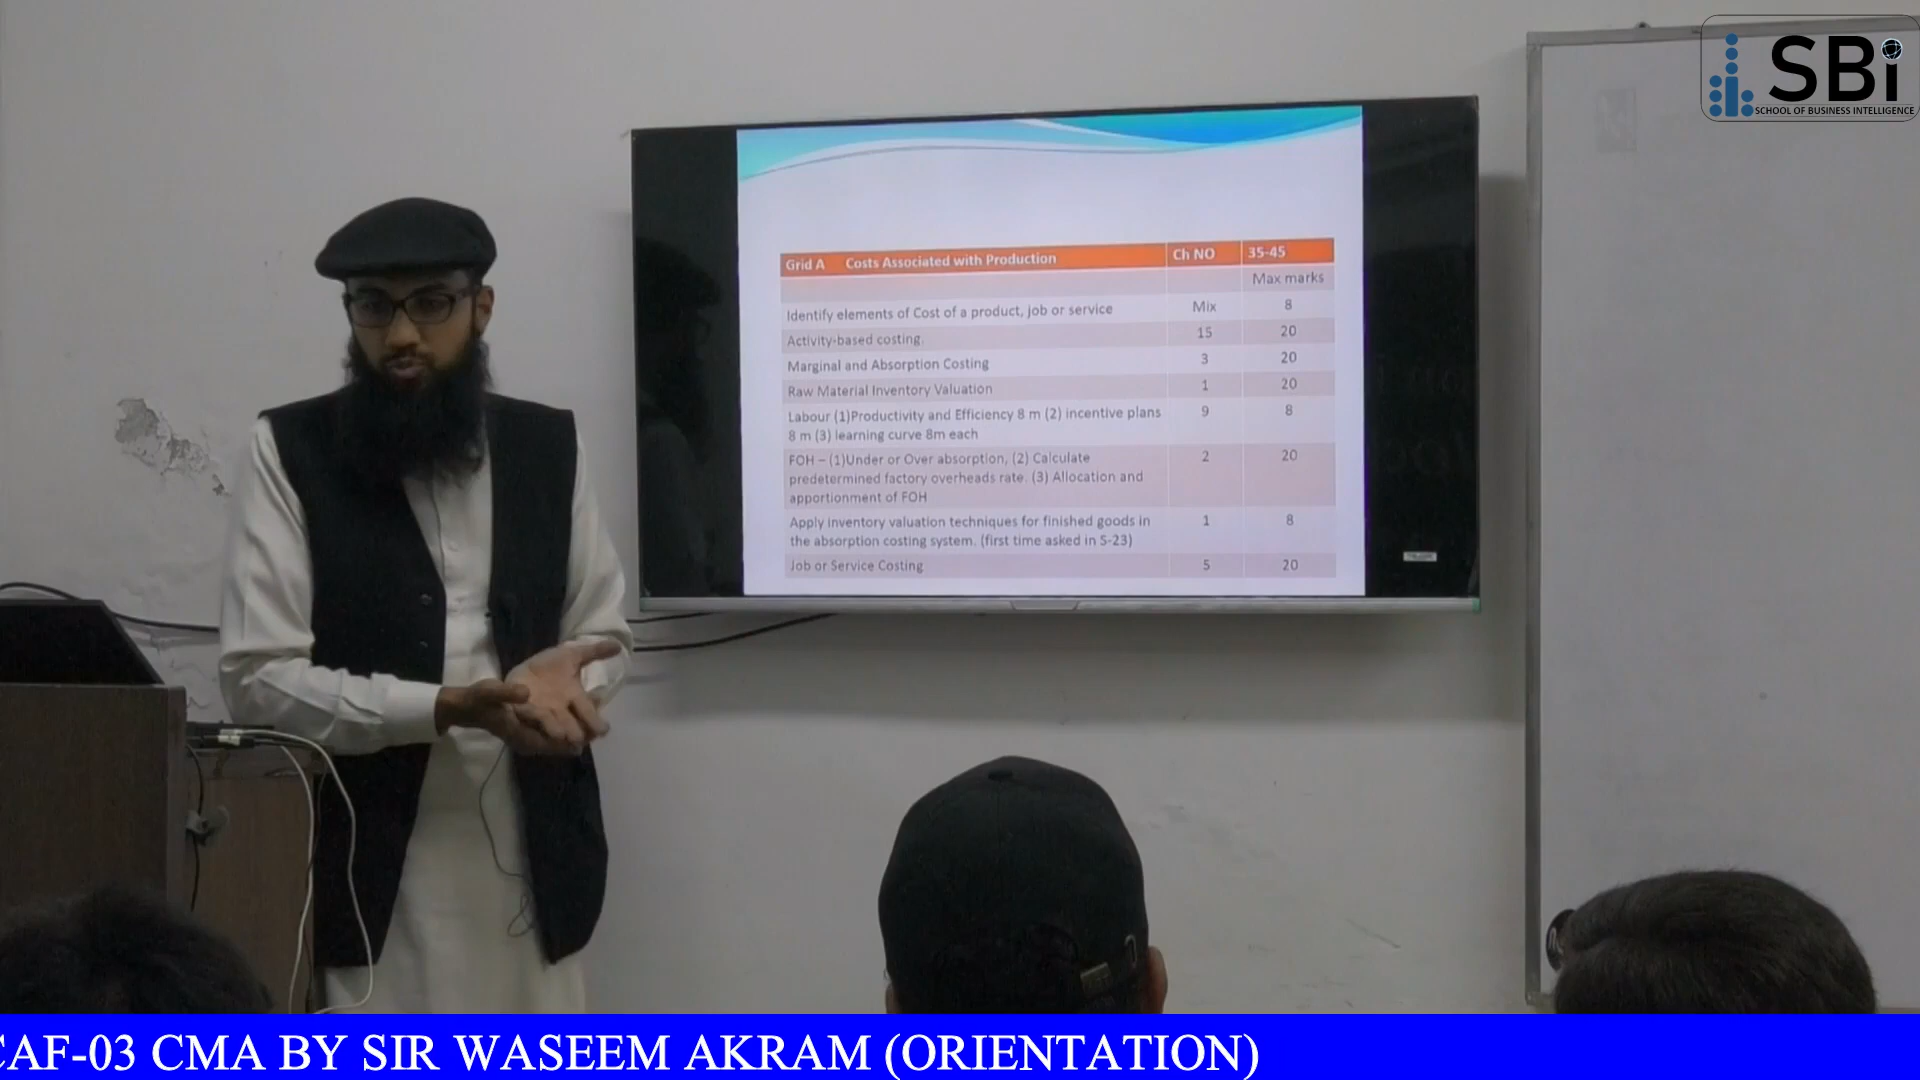 SBi
SCHOOL OF BUSINESS INTELLIGENCE
Grid A Costs Associated with Production Ch NO 35-45
Max marks
Identify elements of Cost of a product, job or service Mix 8
Activity-based costing. 15 20
Marginal and Absorption Costing 3 20
Raw Material Inventory Valuation 1 20
Labour (1)Productivity and Efficiency 8 m (2) incentive plans 9 8
8 m (3) learning curve 8m each
FOH – (1)Under or Over absorption, (2) Calculate 2 20
predetermined factory overheads rate. (3) Allocation and
apportionment of FOH
Apply inventory valuation techniques for finished goods in 1 8
the absorption costing system. (first time asked in S-23)
Job or Service Costing 5 20
CAF-03 CMA BY SIR WASEEM AKRAM (ORIENTATION)